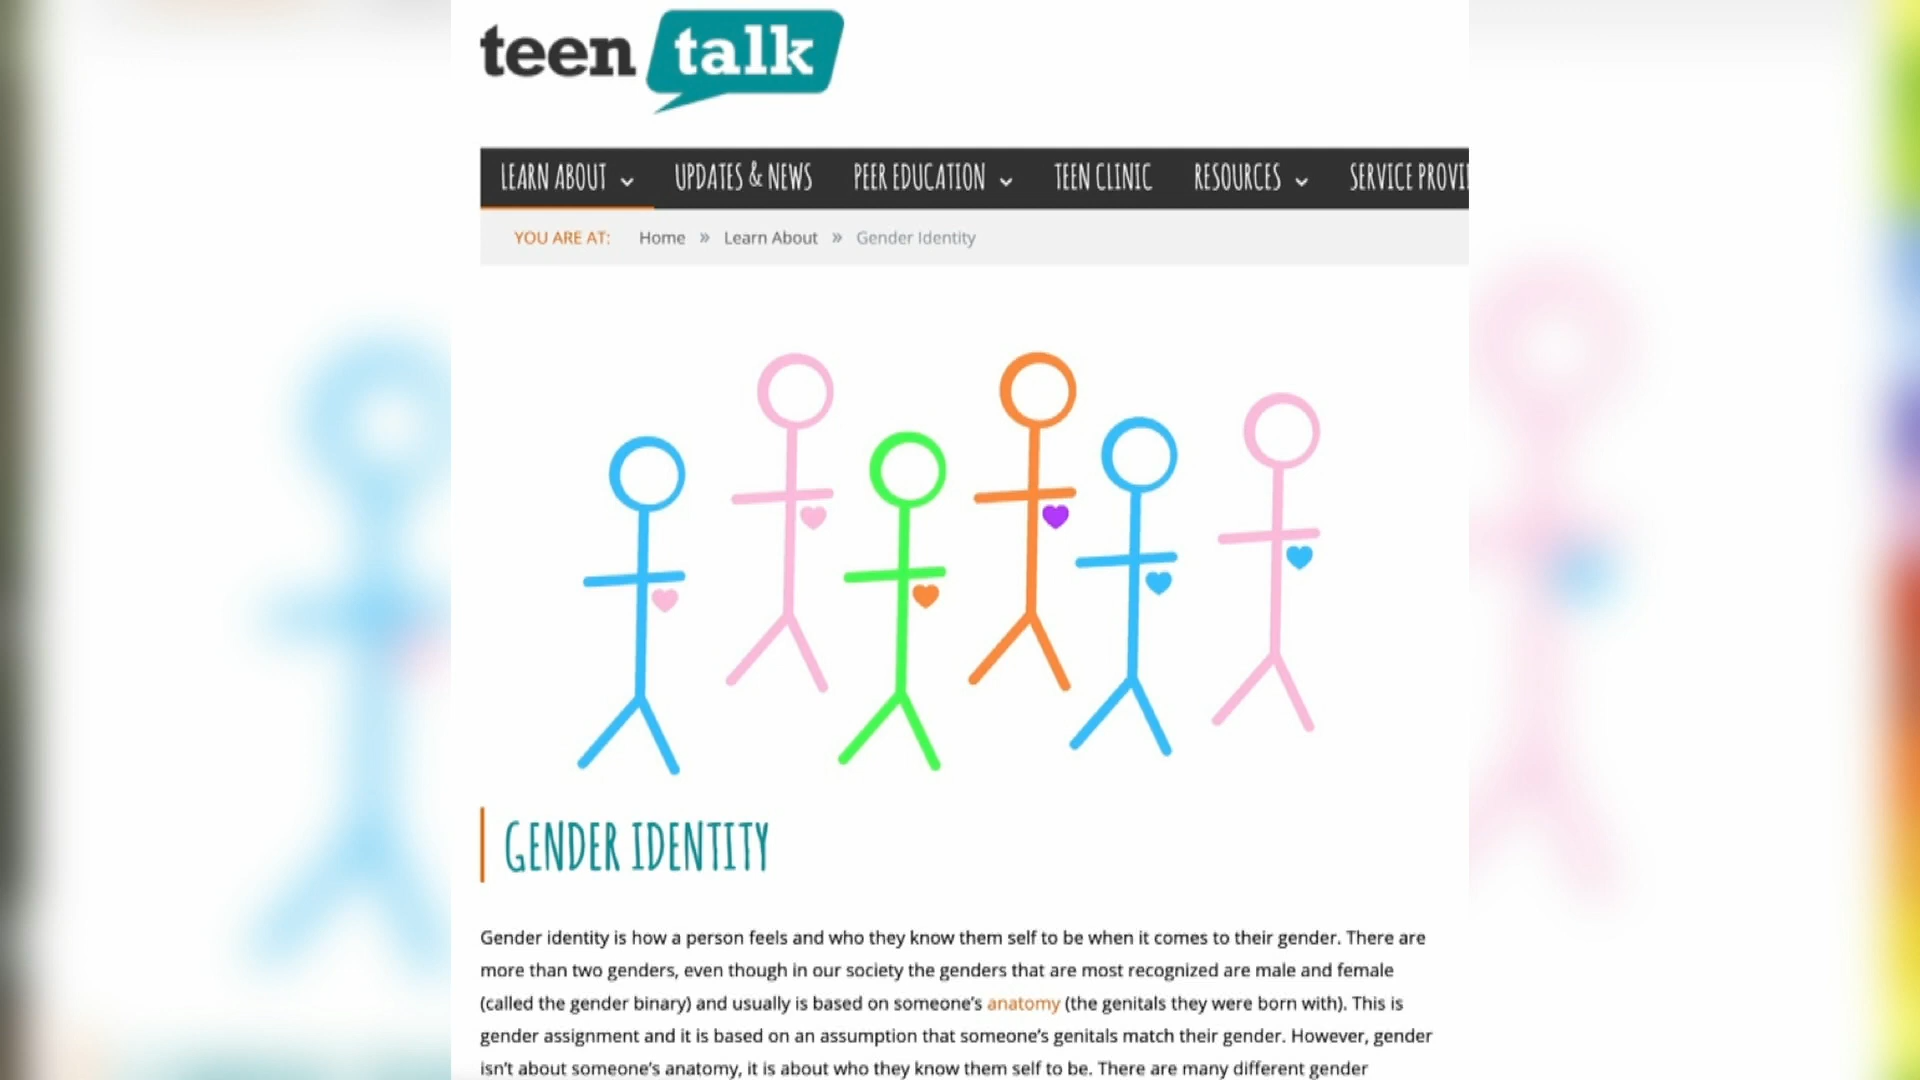 teen talk
LEARN ABOUT UPDATES & NEWS PEER EDUCATION TEEN CLINIC RESOURCES SERVICE PROVI
YOU ARE AT: Home » Learn About » Gender Identity
GENDER IDENTITY
Gender identity is how a person feels and who they know them self to be when it comes to their gender. There are
more than two genders, even though in our society the genders that are most recognized are male and female
(called the gender binary) and usually is based on someone’s anatomy (the genitals they were born with). This is
gender assignment and it is based on an assumption that someone’s genitals match their gender. However, gender
isn’t about someone’s anatomy, it is about who they know them self to be. There are many different gender